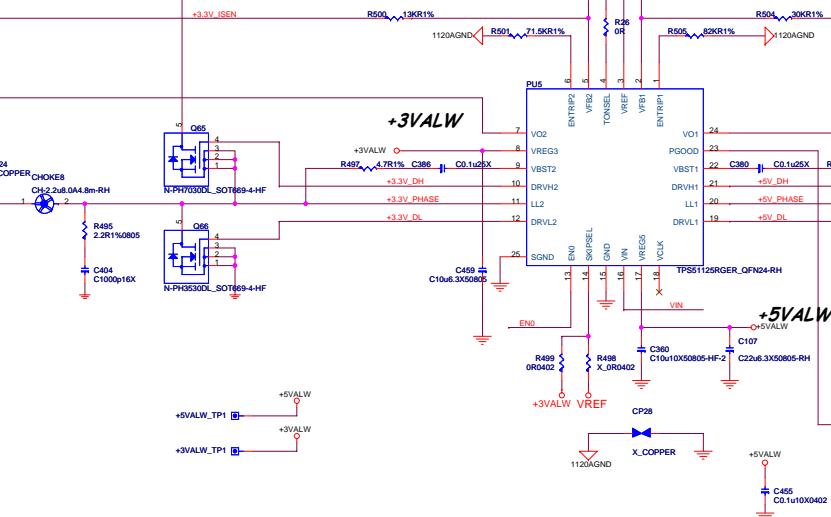 +3.3V_ISEN
R500
13KR1%
R26
0R
R504
30KR1%
1120AGND
R501
71.5KR1%
R505
82KR1%
1120AGND
PU5
6
5
4
3
2
1
ENTRIP2
VFB2
TONSEL
VREF
VFB1
ENTRIP1
+3VALW
5
Q65
4
3
2
1
N-PH7030DL_SOT669-4-HF
+3VALW
7
VO2
VO1
24
8
VREG3
PGOOD
23
R497
4.7R1%
C386
C0.1u25X
9
VBST2
VBST1
22
C380
C0.1u25X
+3.3V_DH
10
DRVH2
DRVH1
21
+5V_DH
+3.3V_PHASE
11
LL2
LL1
20
+5V_PHASE
+3.3V_DL
12
DRVL2
DRVL1
19
+5V_DL
24
COPPER
CHOKE8
CH-2.2u8.0A4.8m-RH
1
2
R495
2.2R1%0805
C404
C1000p16X
5
Q66
4
3
2
1
N-PH3530DL_SOT669-4-HF
25
SGND
EN0
SKIPSEL
GND
VIN
VREG5
VCLK
13
14
15
16
17
18
TPS51125RGER_QFN24-RH
C459
C10u6.3X50805
EN0
VIN
+5VALW
+5VALW
R499
0R0402
R498
X_0R0402
C360
C10u10X50805-HF-2
C107
C22u6.3X50805-RH
+3VALW
VREF
+5VALW
+5VALW_TP1
+3VALW
+3VALW_TP1
CP28
X_COPPER
1120AGND
+5VALW
C455
C0.1u10X0402